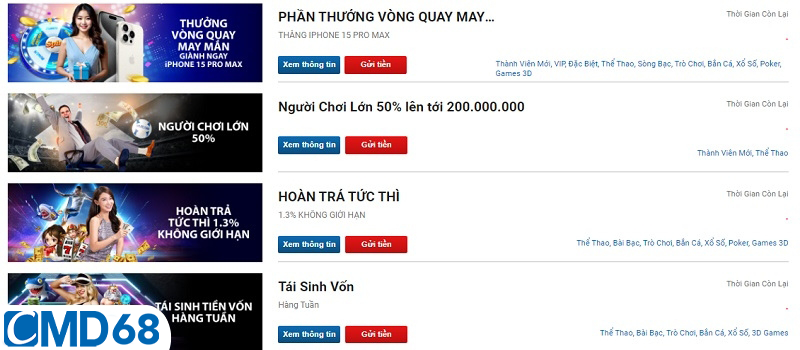 THƯỞNG
VÒNG QUAY
MAY MẮN
GIÀNH NGAY
iPHONE 15 PRO MAX
PHẦN THƯỞNG VÒNG QUAY MAY...
THẮNG IPHONE 15 PRO MAX
Xem thông tin
Gửi tiền
Thời Gian Còn Lại
Thành Viên Mới, VIP, Đặc Biệt, Thể Thao, Sòng Bạc, Trò Chơi, Bắn Cá, Xổ Số, Poker,
Games 3D
NGƯỜI CHƠI LỚN
50%
Người Chơi Lớn 50% lên tới 200.000.000
Xem thông tin
Gửi tiền
Thời Gian Còn Lại
Thành Viên Mới, Thể Thao
HOÀN TRẢ
TỨC THÌ 1.3%
KHÔNG GIỚI HẠN
HOÀN TRẢ TỨC THÌ
1.3% KHÔNG GIỚI HẠN
Xem thông tin
Gửi tiền
Thời Gian Còn Lại
Thể Thao, Bài Bạc, Trò Chơi, Bắn Cá, Xổ Số, Poker, Games 3D
TÁI SINH TIỀN VỐN
HÀNG TUẦN
CMD68
Tái Sinh Vốn
Hàng Tuần
Xem thông tin
Gửi tiền
Thời Gian Còn Lại
Thể Thao, Bài Bạc, Trò Chơi, Bắn Cá, Xổ Số, 3D Games